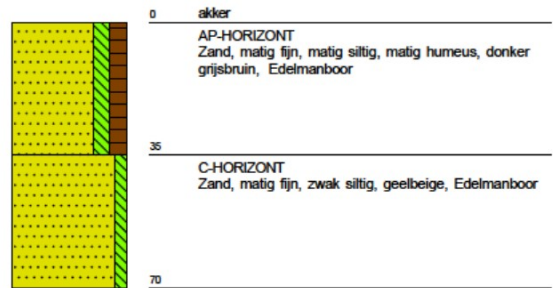 0 akker
AP-HORIZONT
Zand, matig fijn, matig siltig, matig humeus, donker
grijsbruin, Edelmanboor
35
C-HORIZONT
Zand, matig fijn, zwak siltig, geelbeige, Edelmanboor
70